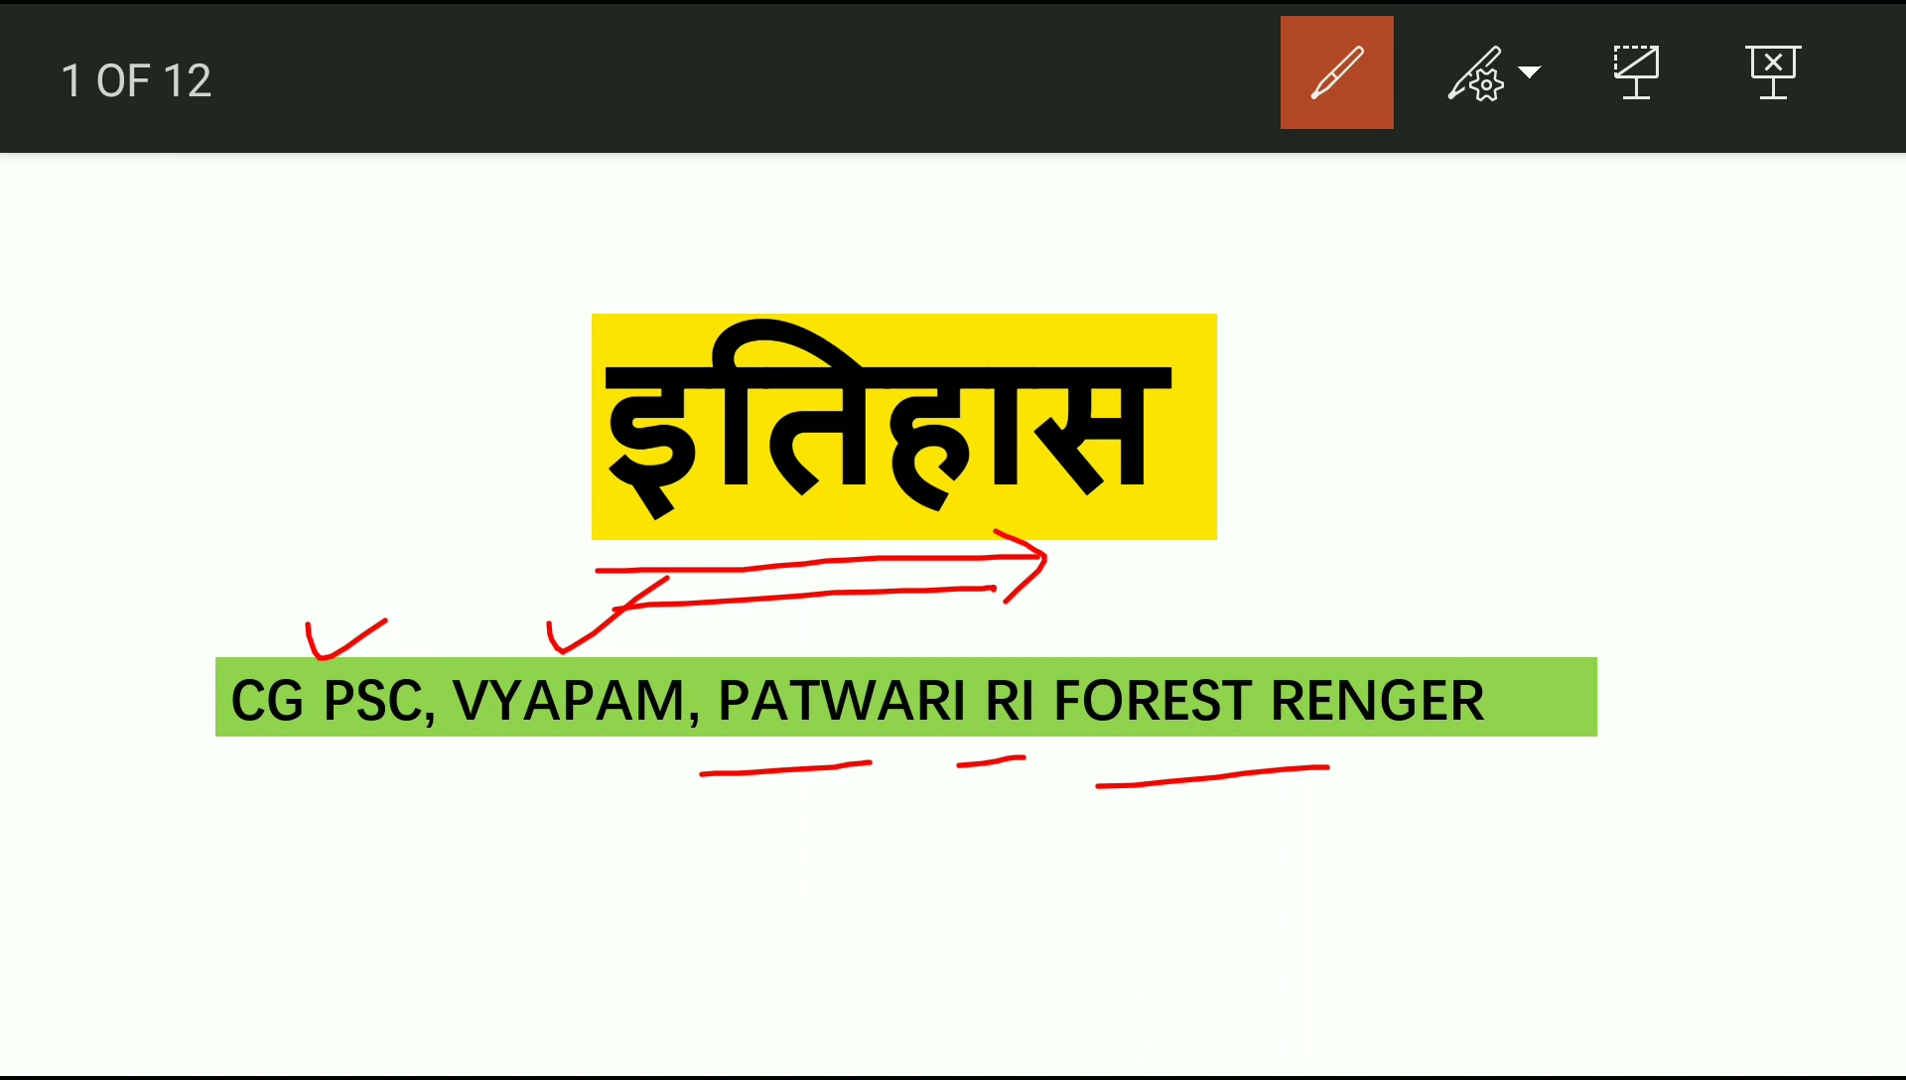 1 OF 12
इतिहास
CG PSC, VYAPAM, PATWARI RI FOREST RENGER